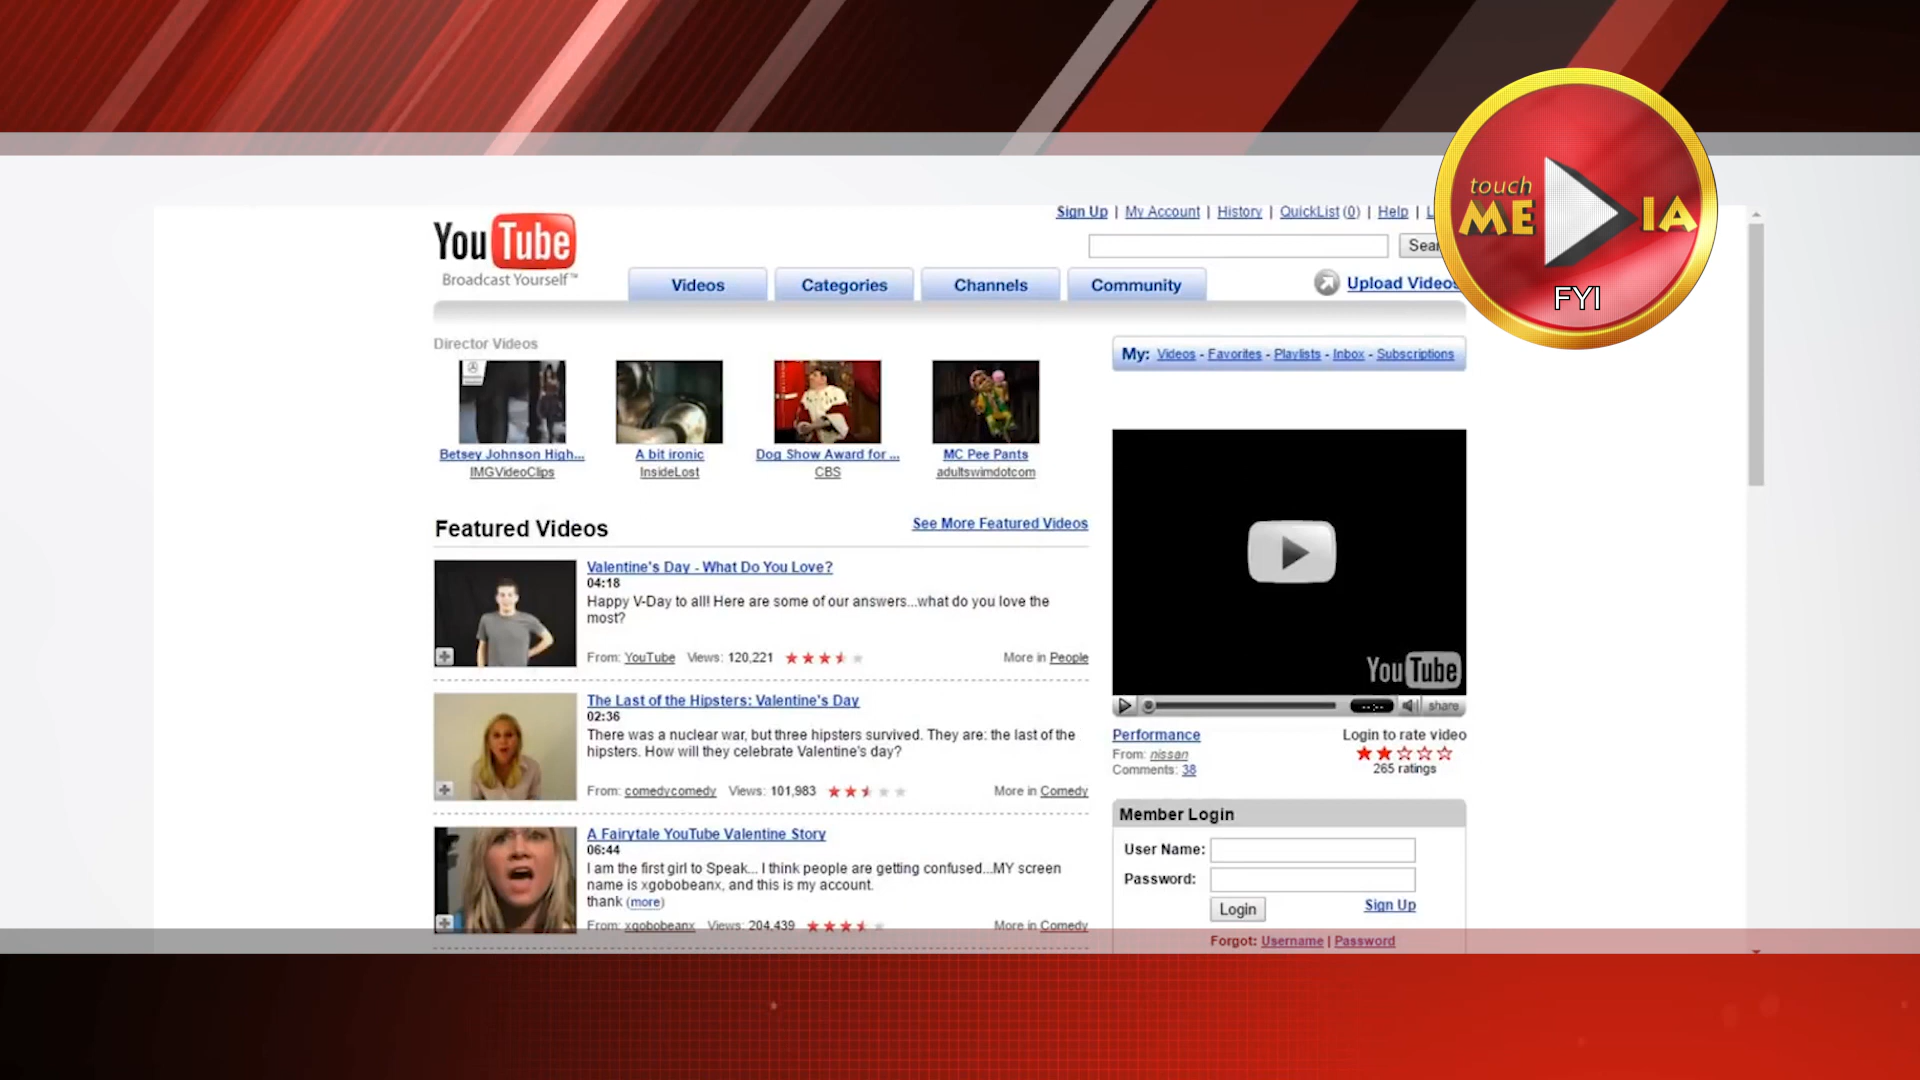 touch
MEDIA
FYI
YouTube
Broadcast Yourself™
Sign Up | My Account | History | QuickList (0) | Help |
Videos
Categories
Channels
Community
Upload Videos
Director Videos
Betsey Johnson High...
IMGVideoClips
A bit ironic
InsideLost
Dog Show Award for ...
CBS
MC Pee Pants
adultswimdotcom
Featured Videos
See More Featured Videos
Valentine's Day - What Do You Love?
04:18
Happy V-Day to all! Here are some of our answers...what do you love the
most?
From: YouTube Views: 120,221
More in People
The Last of the Hipsters: Valentine's Day
02:36
There was a nuclear war, but three hipsters survived. They are: the last of the
hipsters. How will they celebrate Valentine's day?
From: comedycomedy Views: 101,983
More in Comedy
A Fairytale YouTube Valentine Story
06:44
I am the first girl to Speak... I think people are getting confused...MY screen
name is xgobobeanx, and this is my account.
thank (more)
From: xgobobeanx Views: 204,439
More in Comedy
My: Videos - Favorites - Playlists - Inbox - Subscriptions
YouTube
--:--
share
Performance
From: nissan
Comments: 38
Login to rate video
265 ratings
Member Login
User Name:
Password:
Login
Sign Up
Forgot: Username | Password